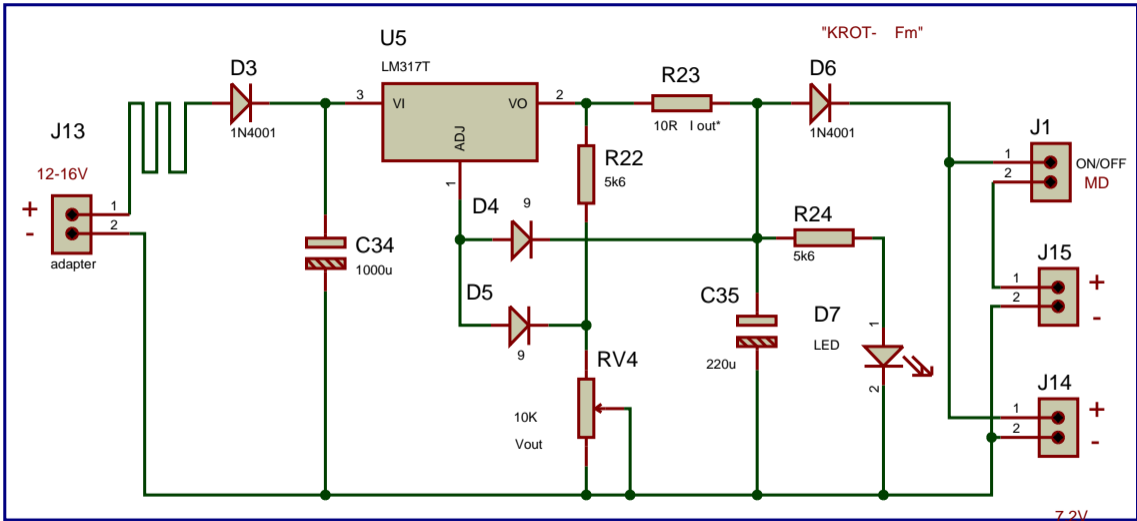 "KROT- Fm"
U5
LM317T
D3
1N4001
3
VI
VO
2
ADJ
1
R23
10R I out*
D6
1N4001
J13
12-16V
+
-
1
2
adapter
R22
5k6
J1
1
2
ON/OFF
MD
D4
9
R24
5k6
C34
1000u
D5
9
C35
220u
D7
LED
1
2
J15
1
2
+
-
RV4
10K
Vout
J14
1
2
+
-
7.2V